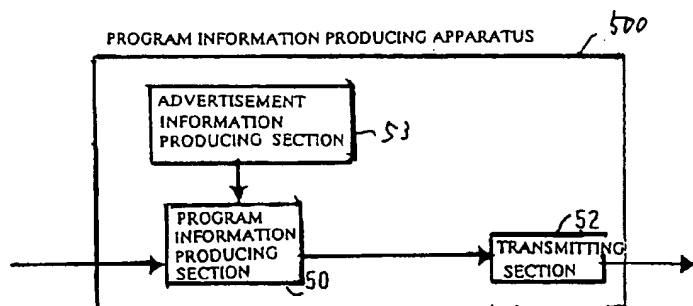 PROGRAM INFORMATION PRODUCING APPARATUS
500
ADVERTISEMENT
INFORMATION
PRODUCING SECTION
53
PROGRAM
INFORMATION
PRODUCING
SECTION
50
52
TRANSMITTING
SECTION